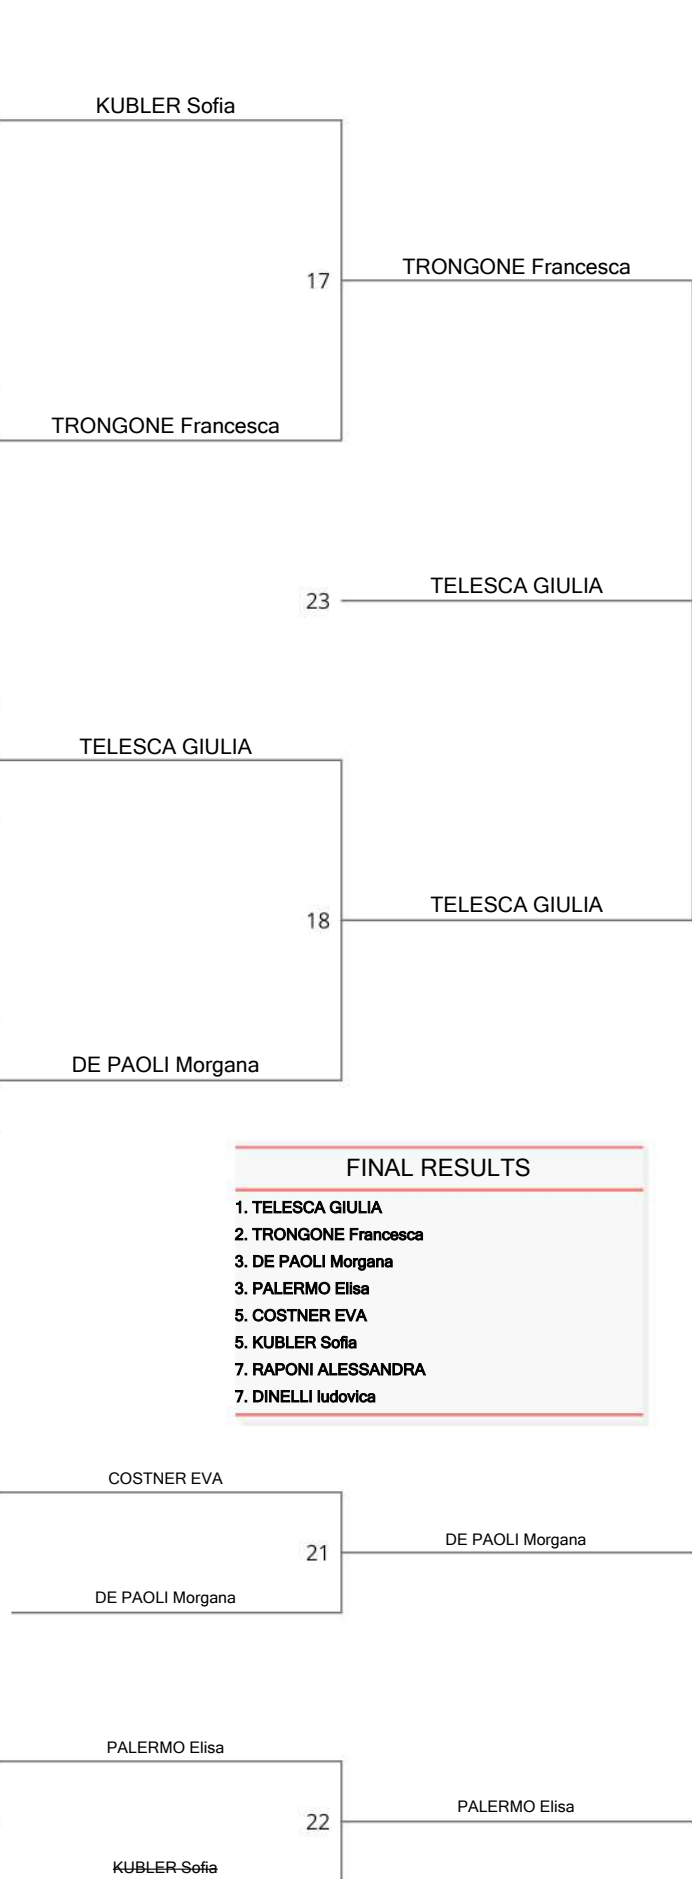 KUBLER Sofia
17
TRONGONE Francesca
TRONGONE Francesca
23
TELESCA GIULIA
TELESCA GIULIA
18
TELESCA GIULIA
DE PAOLI Morgana
FINAL RESULTS
1. TELESCA GIULIA
2. TRONGONE Francesca
3. DE PAOLI Morgana
3. PALERMO Elisa
5. COSTNER EVA
5. KUBLER Sofia
7. RAPONI ALESSANDRA
7. DINELLI ludovica
COSTNER EVA
21
DE PAOLI Morgana
DE PAOLI Morgana
PALERMO Elisa
22
PALERMO Elisa
KUBLER Sofia